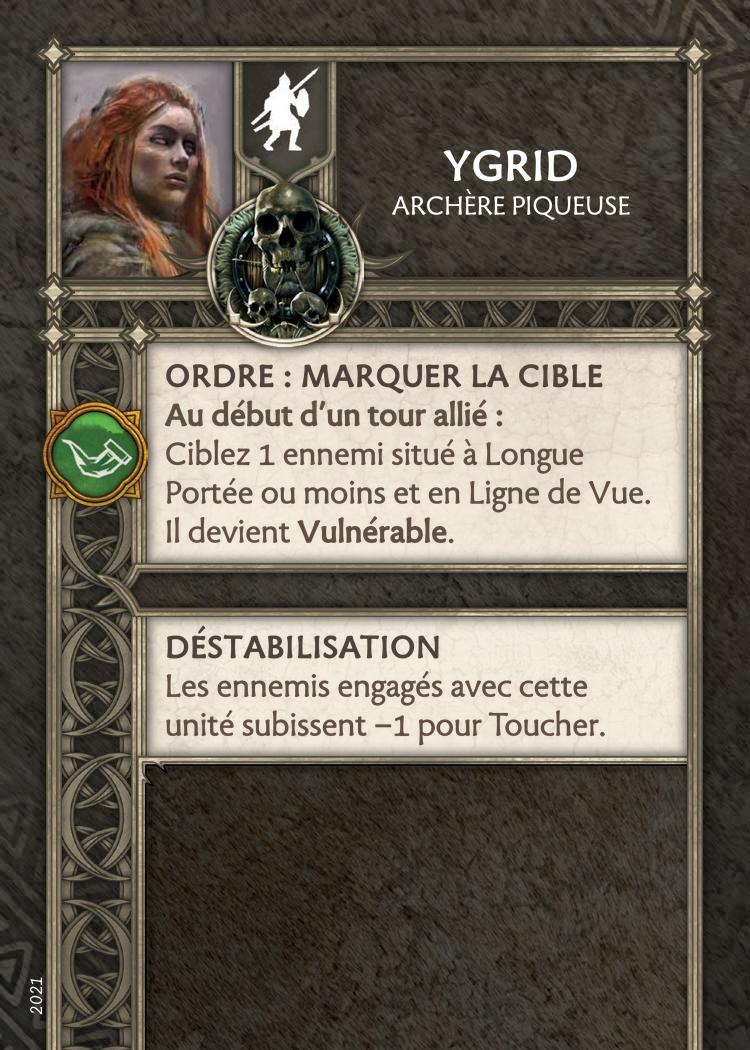 YGRID
ARCHÈRE PIQUEUSE
ORDRE : MARQUER LA CIBLE
Au début d’un tour allié :
Ciblez 1 ennemi situé à Longue
Portée ou moins et en Ligne de Vue.
Il devient Vulnérable.
DÉSTABILISATION
Les ennemis engagés avec cette
unité subissent –1 pour Toucher.
2021